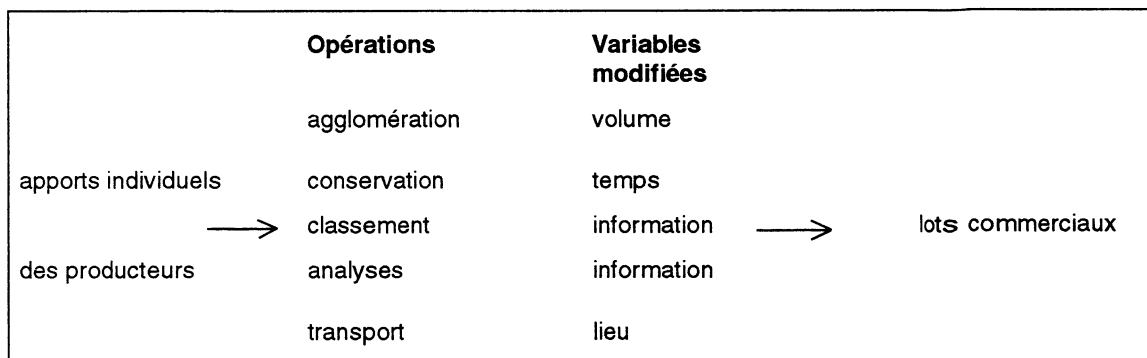 Opérations Variables
modifiées
agglomération volume
apports individuels conservation temps
classement information lots commerciaux
des producteurs analyses information
transport lieu